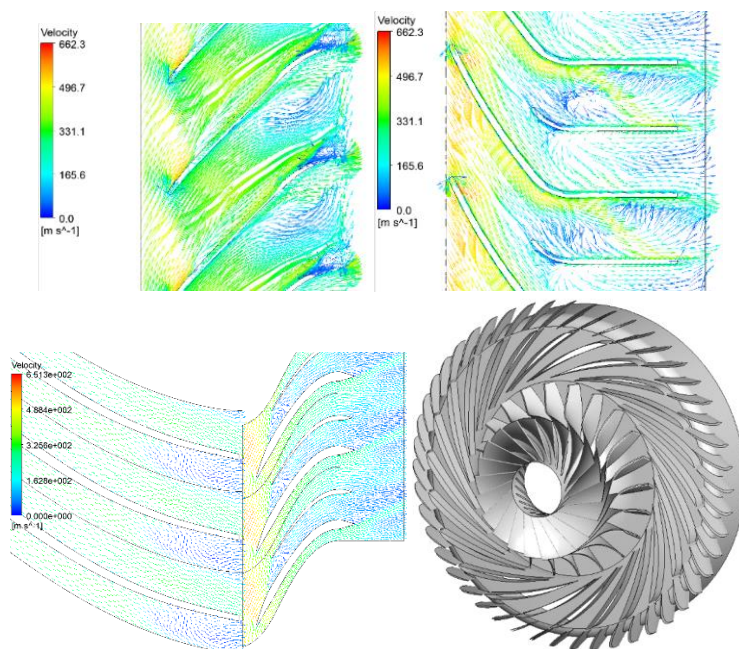 Velocity
662.3
496.7
331.1
165.6
0.0
[m s^-1]
Velocity
662.3
496.7
331.1
165.6
0.0
[m s^-1]
Velocity
6.513e+002
4.884e+002
3.256e+002
1.628e+002
0.000e+000
[m s^-1]